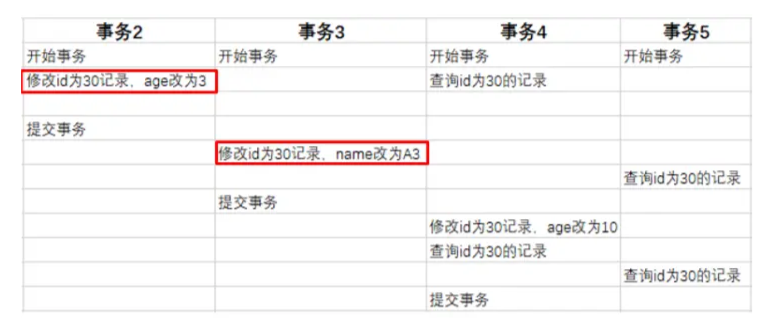 事务2 事务3 事务4 事务5
开始事务 开始事务 开始事务 开始事务
修改id为30记录，age改为3 查询id为30的记录
提交事务
修改id为30记录，name改为A3
查询id为30的记录
提交事务
修改id为30记录，age改为10
查询id为30的记录
查询id为30的记录
提交事务